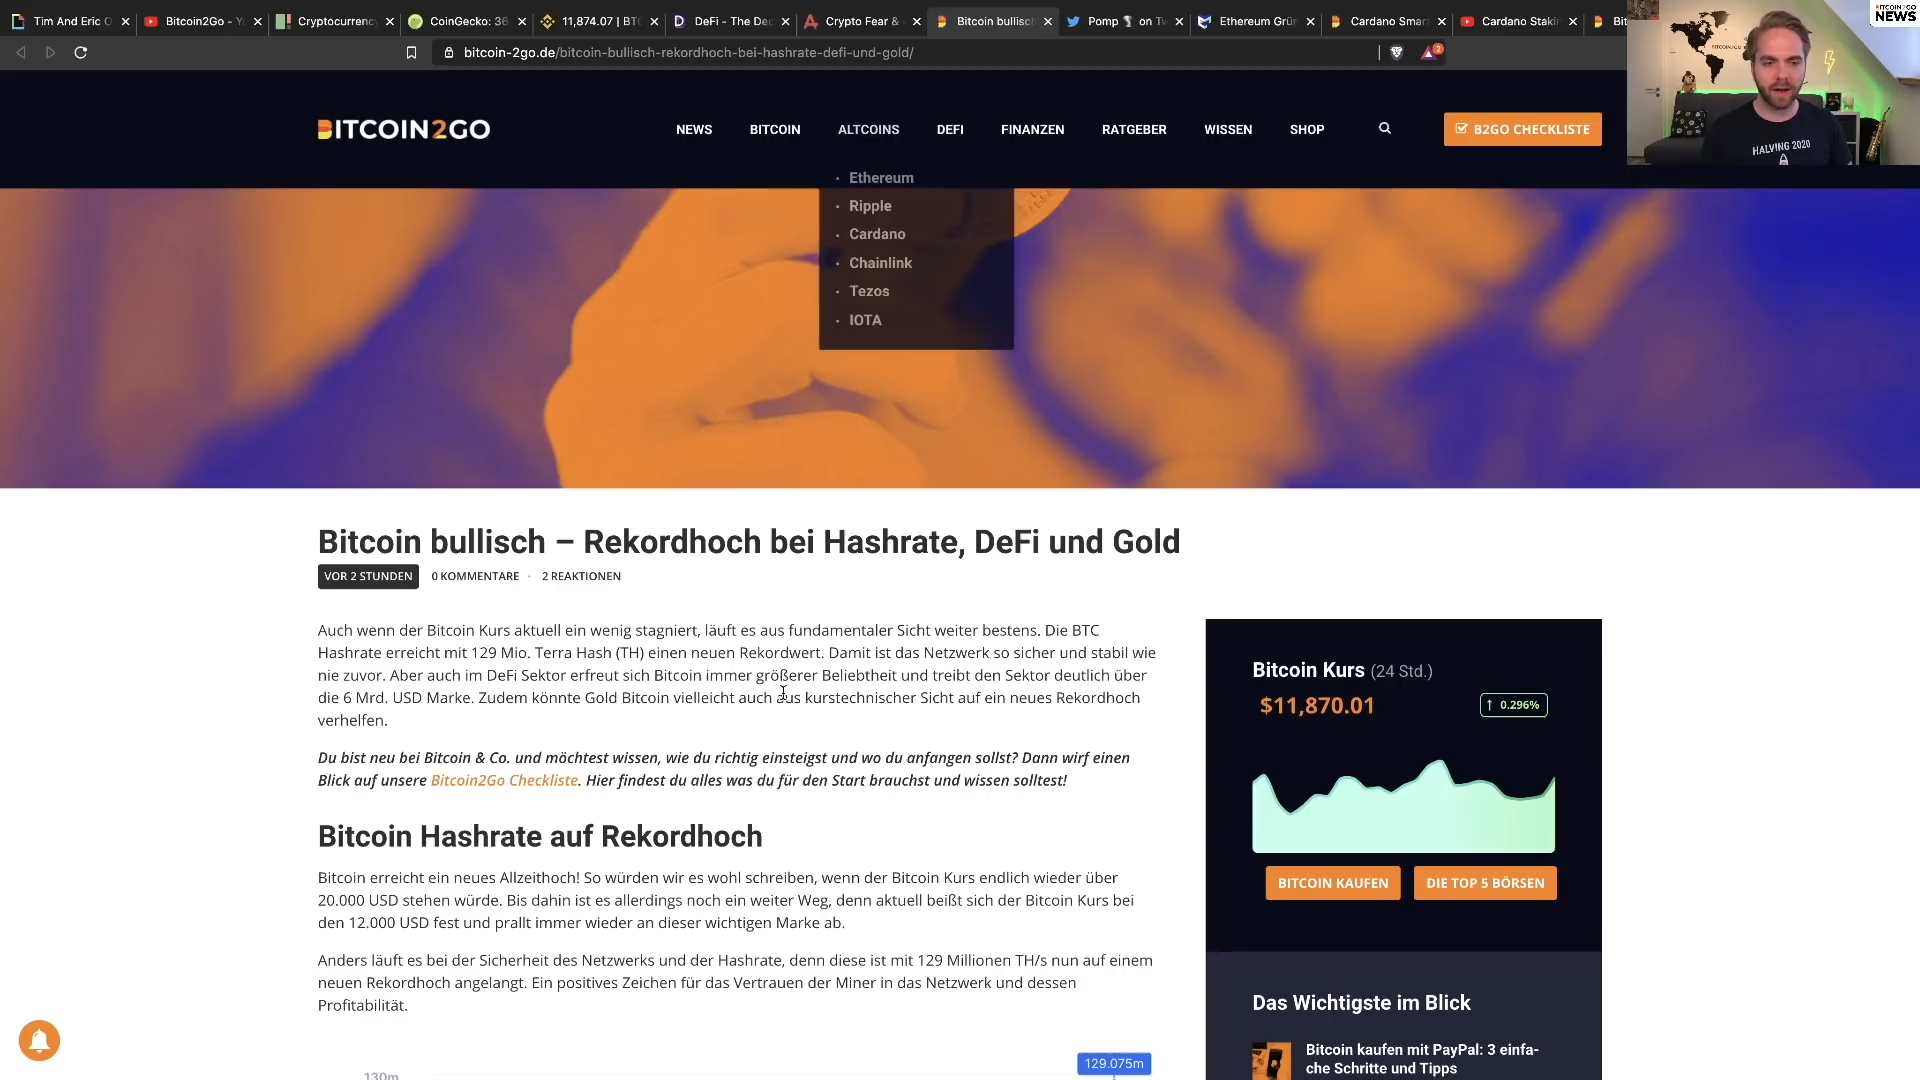 Tim And Eric O
Bitcoin2Go - Y
Cryptocurrenc
CoinGecko: 36
11,874.07 | BTC
DeFi - The De
Crypto Fear &
Bitcoin bullisch
Pomp on Tw
Ethereum Grün
Cardano Smar
Cardano Staki
Bit
bitcoin-2go.de/bitcoin-bullisch-rekordhoch-bei-hashrate-defi-und-gold/
2
BITCOIN2GO
NEWS
HALVING 2020
BITCOIN2GO
NEWS
BITCOIN
ALTCOINS
DEFI
FINANZEN
RATGEBER
WISSEN
SHOP
B2GO CHECKLISTE
· Ethereum
· Ripple
· Cardano
· Chainlink
· Tezos
· IOTA
Bitcoin bullisch – Rekordhoch bei Hashrate, DeFi und Gold
VOR 2 STUNDEN 0 KOMMENTARE · 2 REAKTIONEN
Auch wenn der Bitcoin Kurs aktuell ein wenig stagniert, läuft es aus fundamentaler Sicht weiter bestens. Die BTC
Hashrate erreicht mit 129 Mio. Terra Hash (TH) einen neuen Rekordwert. Damit ist das Netzwerk so sicher und stabil wie
nie zuvor. Aber auch im DeFi Sektor erfreut sich Bitcoin immer größerer Beliebtheit und treibt den Sektor deutlich über
die 6 Mrd. USD Marke. Zudem könnte Gold Bitcoin vielleicht auch aus kurstechnischer Sicht auf ein neues Rekordhoch
verhelfen.
Du bist neu bei Bitcoin & Co. und möchtest wissen, wie du richtig einsteigst und wo du anfangen sollst? Dann wirf einen
Blick auf unsere Bitcoin2Go Checkliste. Hier findest du alles was du für den Start brauchst und wissen solltest!
Bitcoin Hashrate auf Rekordhoch
Bitcoin erreicht ein neues Allzeithoch! So würden wir es wohl schreiben, wenn der Bitcoin Kurs endlich wieder über
20.000 USD stehen würde. Bis dahin ist es allerdings noch ein weiter Weg, denn aktuell beißt sich der Bitcoin Kurs bei
den 12.000 USD fest und prallt immer wieder an dieser wichtigen Marke ab.
Anders läuft es bei der Sicherheit des Netzwerks und der Hashrate, denn diese ist mit 129 Millionen TH/s nun auf einem
neuen Rekordhoch angelangt. Ein positives Zeichen für das Vertrauen der Miner in das Netzwerk und dessen
Profitabilität.
129.075m
130m
Bitcoin Kurs (24 Std.)
$11,870.01
↑ 0.296%
BITCOIN KAUFEN
DIE TOP 5 BÖRSEN
Das Wichtigste im Blick
Bitcoin kaufen mit PayPal: 3 einfa-
che Schritte und Tipps